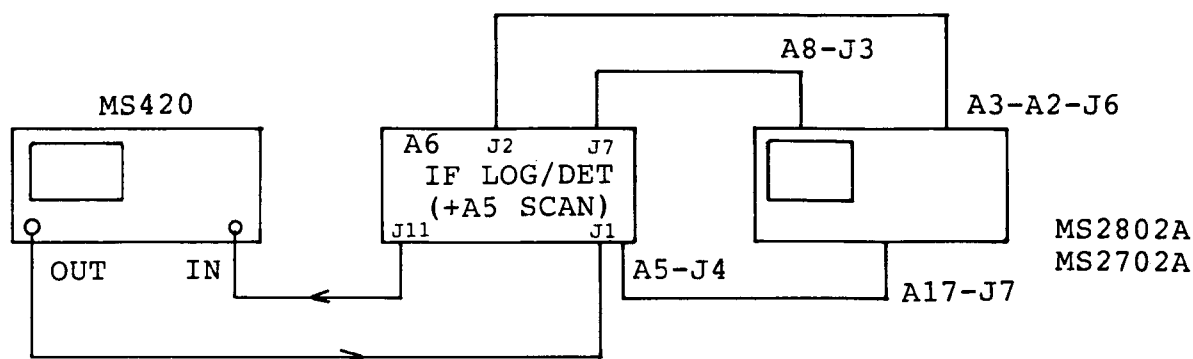 A8-J3
MS420
A3-A2-J6
A6 J2 J7
IF LOG/DET
(+A5 SCAN)
J11 J1
OUT IN
A5-J4
A17-J7
MS2802A
MS2702A